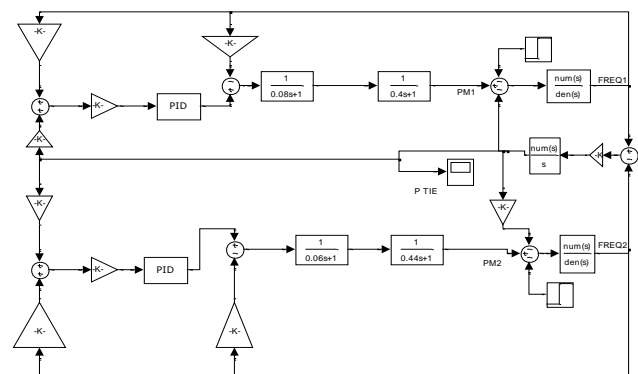 -K-
-K-
num(s)
den(s)
FREQ1
1
0.08s+1
1
0.4s+1
PM1
-K-
PID
-K-
num(s)
s
-K
P TIE
-K-
-K-
num(s)
den(s)
FREQ2
1
0.06s+1
1
0.44s+1
PM2
-K-
PID
-K-
-K-